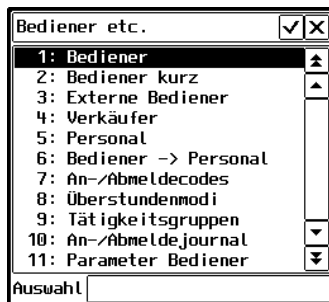 Bediener etc.
1: Bediener
2: Bediener kurz
3: Externe Bediener
4: Verkäufer
5: Personal
6: Bediener -> Personal
7: An-/Abmeldecodes
8: Überstundenmodi
9: Tätigkeitsgruppen
10: An-/Abmeldejournal
11: Parameter Bediener
Auswahl